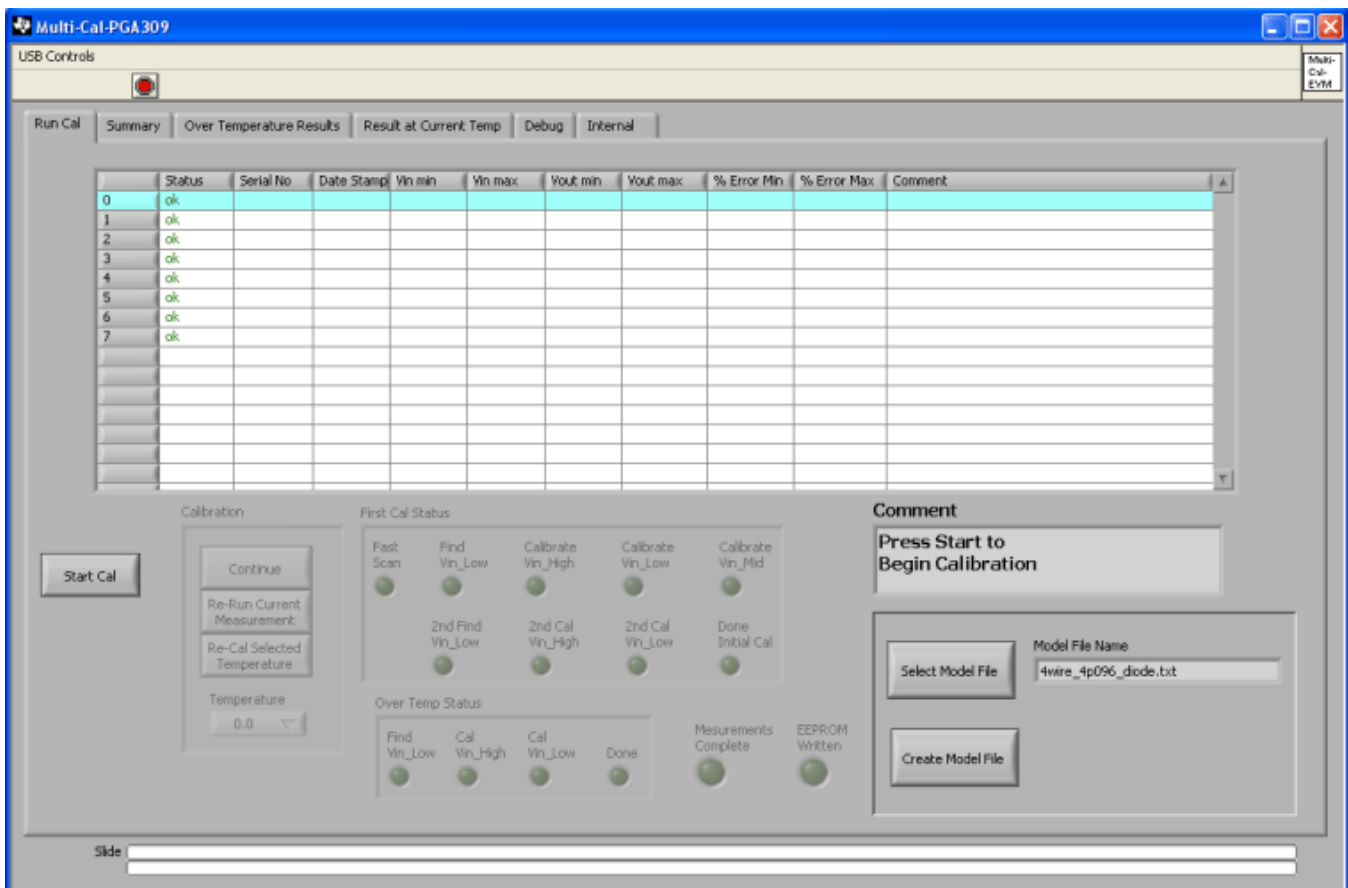 Multi-Cal-PGA309
USB Controls
Multi-
Cal-
EVM
Run Cal Summary Over Temperature Results Result at Current Temp Debug Internal
Status Serial No Date Stamp Vin min Vin max Vout min Vout max % Error Min % Error Max Comment
0 ok
1 ok
2 ok
3 ok
4 ok
5 ok
6 ok
7 ok
Start Cal
Calibration
Continue
Re-Run Current
Measurement
Re-Cal Selected
Temperature
Temperature
0.0
First Cal Status
Fast Find Calibrate Calibrate Calibrate
Scan Vin_Low Vin_High Vin_Low Vin_Mid
2nd Find 2nd Cal 2nd Cal Done
Vin_Low Vin_High Vin_Low Initial Cal
Over Temp Status
Find Cal Cal
Vin_Low Vin_High Vin_Low Done
Mesurements EEPROM
Complete Written
Comment
Press Start to
Begin Calibration
Select Model File
Model File Name
4wire_4p096_diode.txt
Create Model File
Slide